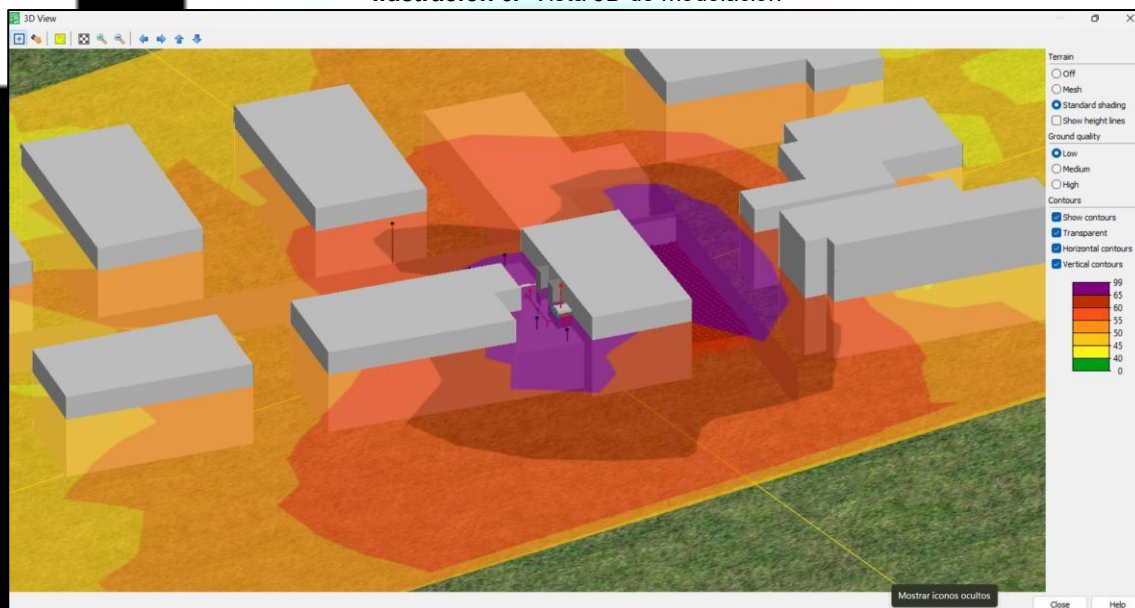 Ilustración 6. Vista 3D de modelación
3D View
Terrain
Off
Mesh
Standard shading
Show height lines
Ground quality
Low
Medium
High
Contours
Show contours
Transparent
Horizontal contours
Vertical contours
99
65
60
55
50
45
40
0
Mostrar iconos ocultos
Close
Help